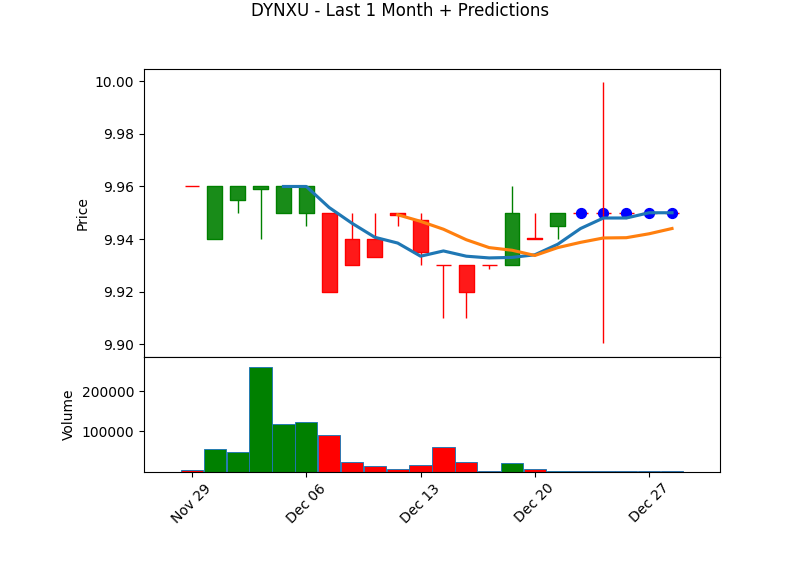 DYNXU - Last 1 Month + Predictions
10.00
9.98
9.96
9.94
9.92
9.90
Price
200000
100000
Volume
Nov 29
Dec 06
Dec 13
Dec 20
Dec 27